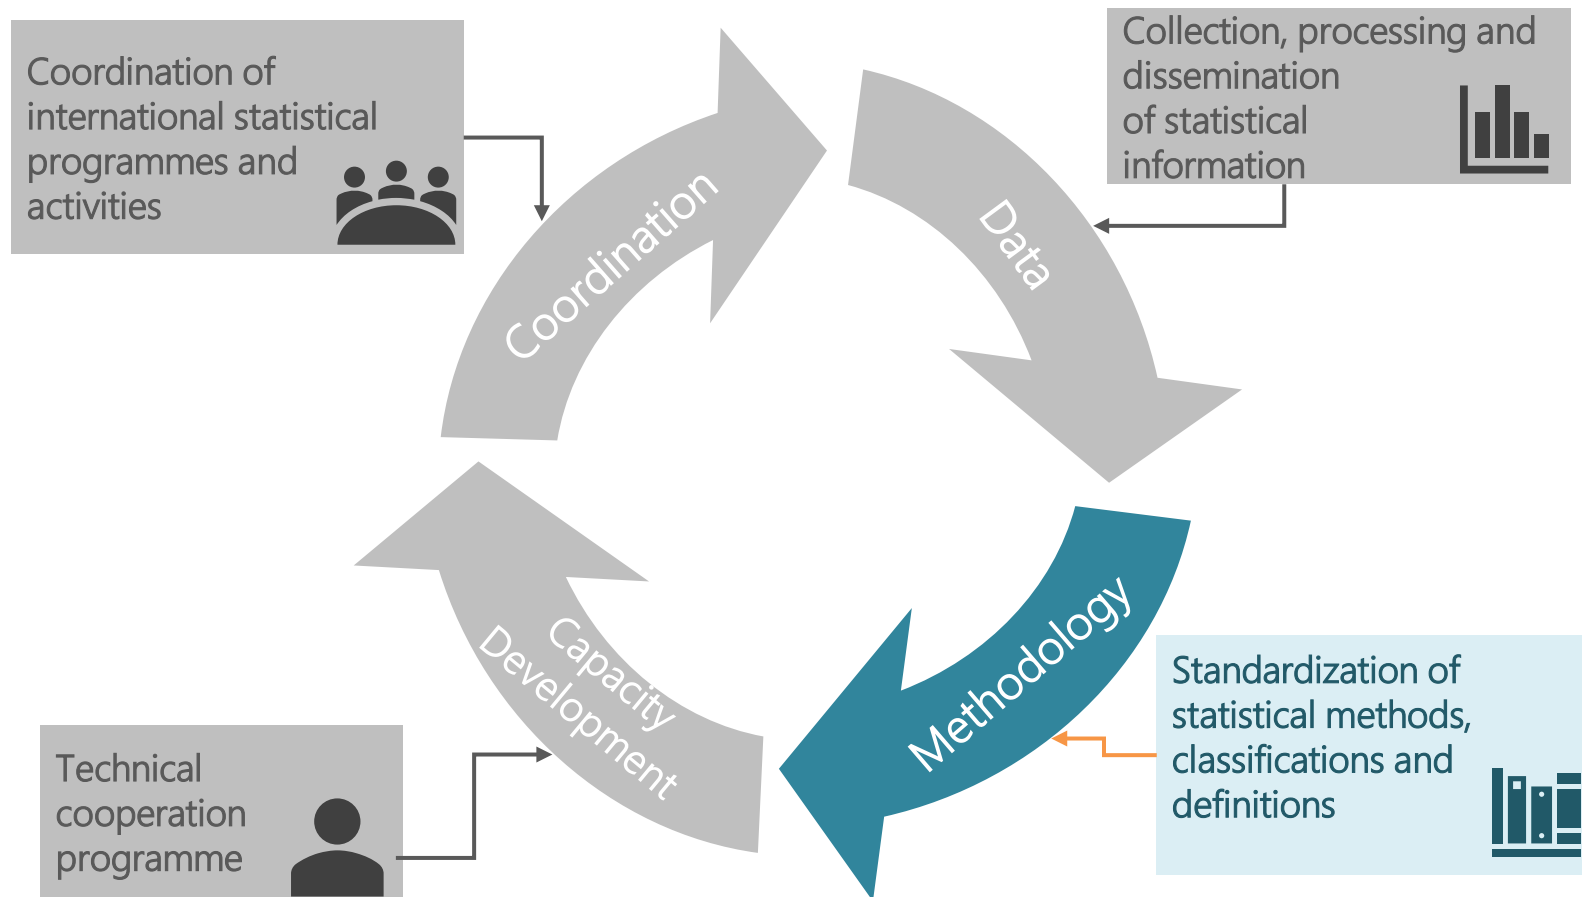 Coordination of
international statistical
programmes and
activities
Collection, processing and
dissemination
of statistical
information
Coordination
Data
Methodology
Capacity
Development
Standardization of
statistical methods,
classifications and
definitions
Technical
cooperation
programme